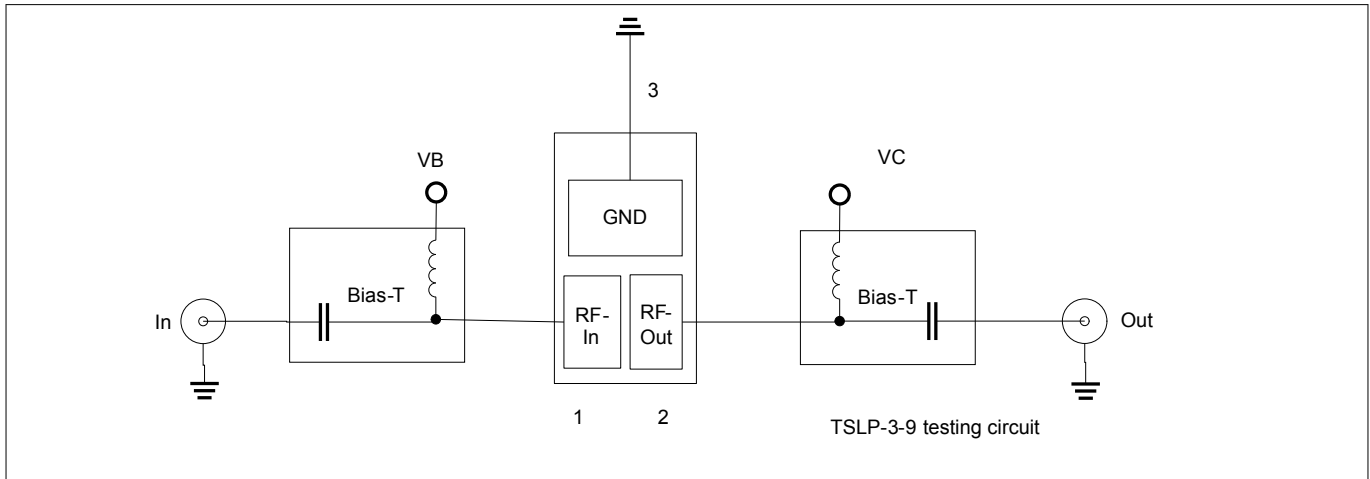 3
VB
VC
GND
Bias-T
Bias-T
In
RF-
In
RF-
Out
Out
1
2
TSLP-3-9 testing circuit